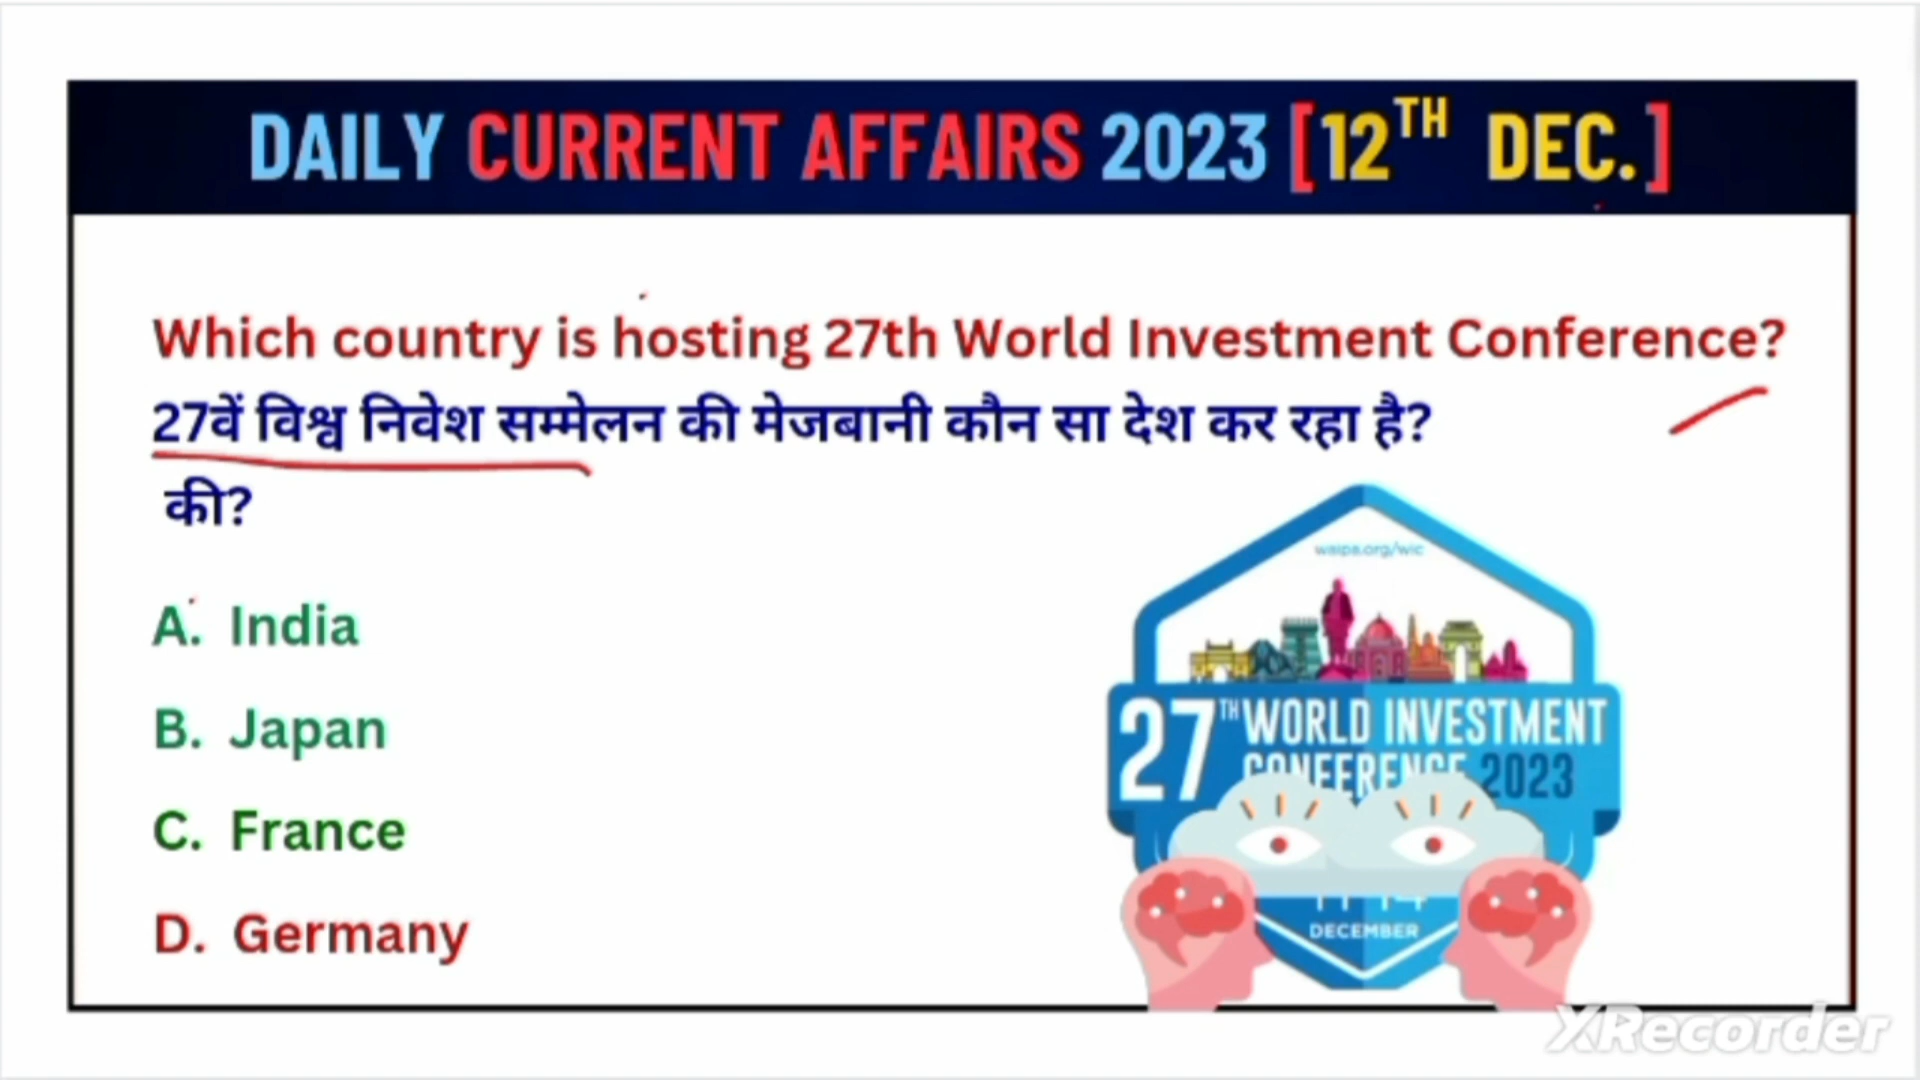 DAILY CURRENT AFFAIRS 2023 [12TH DEC.]
Which country is hosting 27th World Investment Conference?
27वें विश्व निवेश सम्मेलन की मेजबानी कौन सा देश कर रहा है?
की?
A. India
B. Japan
C. France
D. Germany
waipa.org/wic
27TH WORLD INVESTMENT
CONFERENCE 2023
DECEMBER
XRecorder